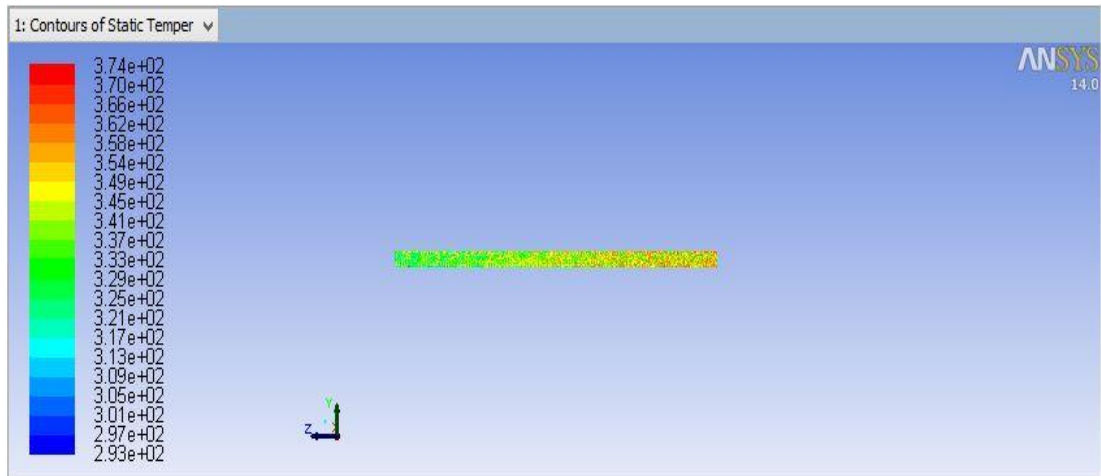 1: Contours of Static Temper
ANSYS
14.0
3.74e+02
3.70e+02
3.66e+02
3.62e+02
3.58e+02
3.54e+02
3.49e+02
3.45e+02
3.41e+02
3.37e+02
3.33e+02
3.29e+02
3.25e+02
3.21e+02
3.17e+02
3.13e+02
3.09e+02
3.05e+02
3.01e+02
2.97e+02
2.93e+02
Y
Z
X